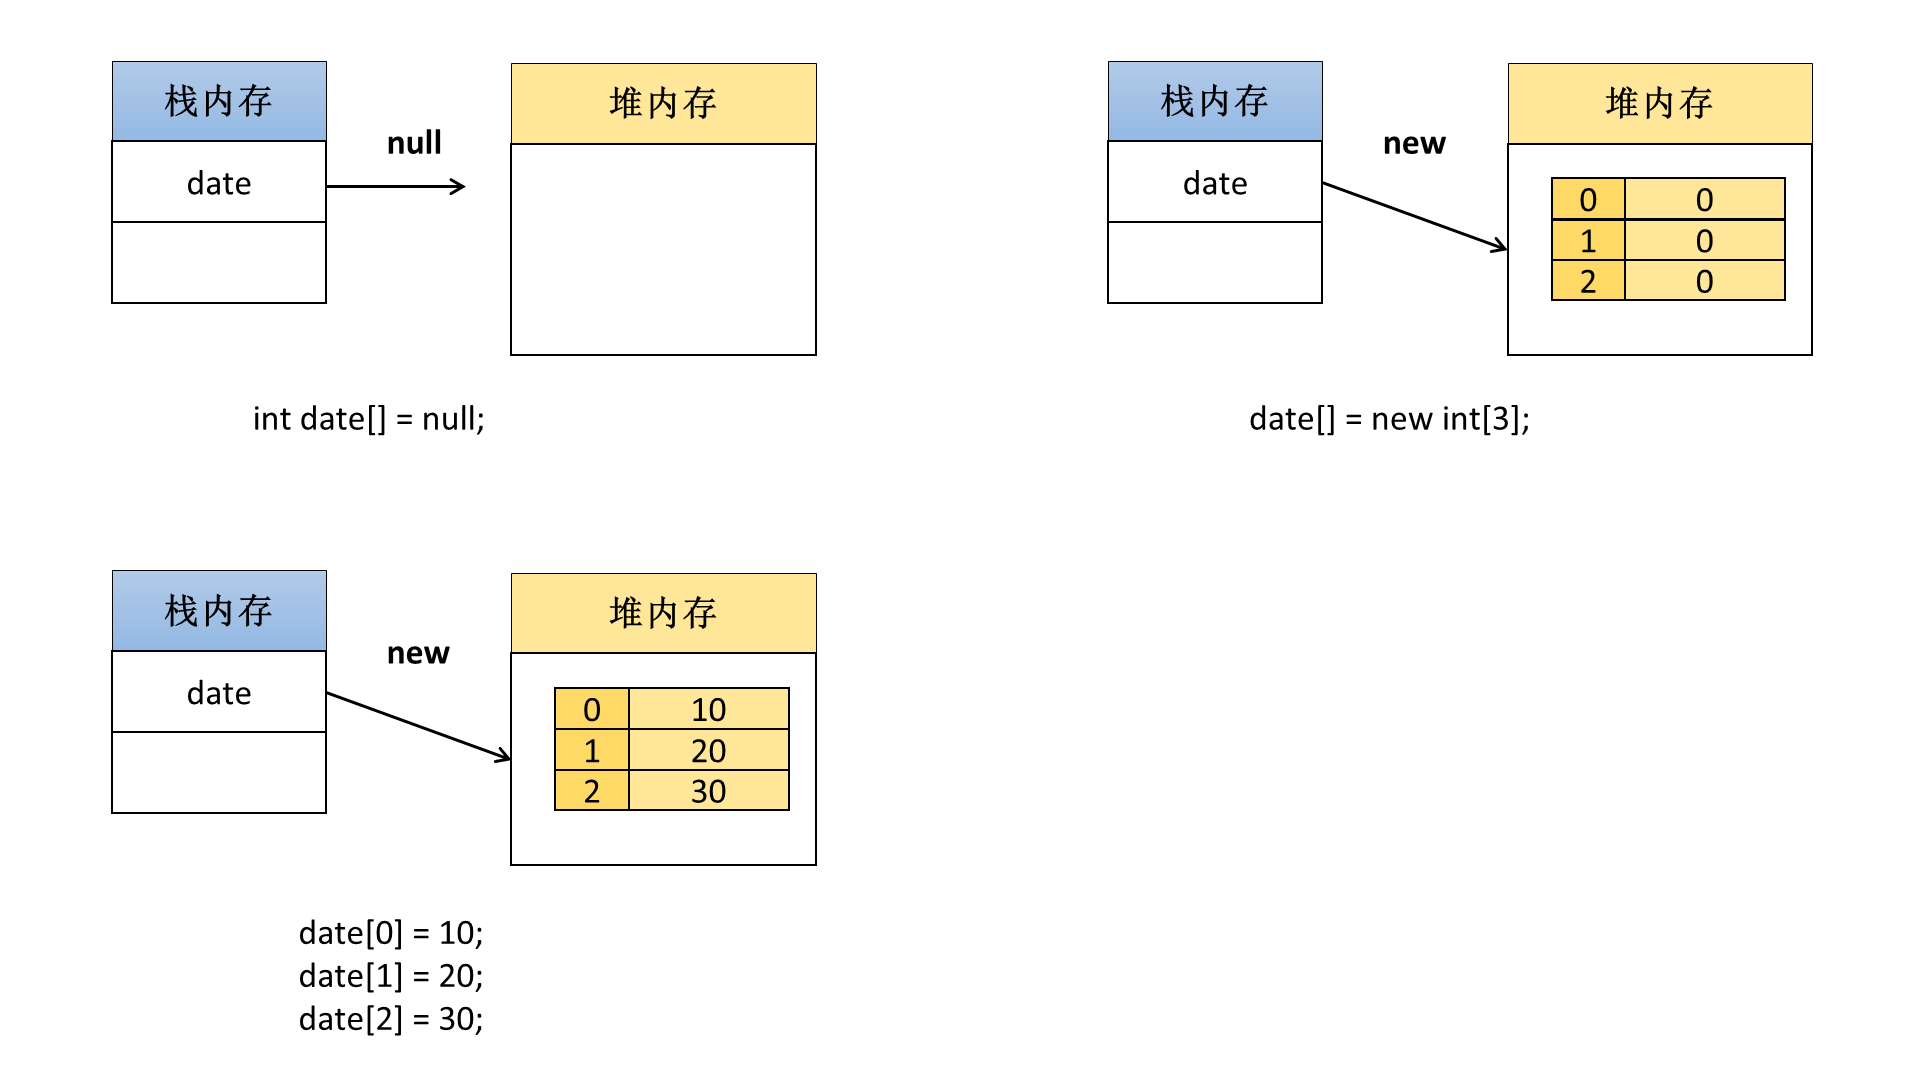 栈内存
堆内存
null
date
int date[] = null;
栈内存
堆内存
new
date
0 0
1 0
2 0
date[] = new int[3];
栈内存
堆内存
new
date
0 10
1 20
2 30
date[0] = 10;
date[1] = 20;
date[2] = 30;